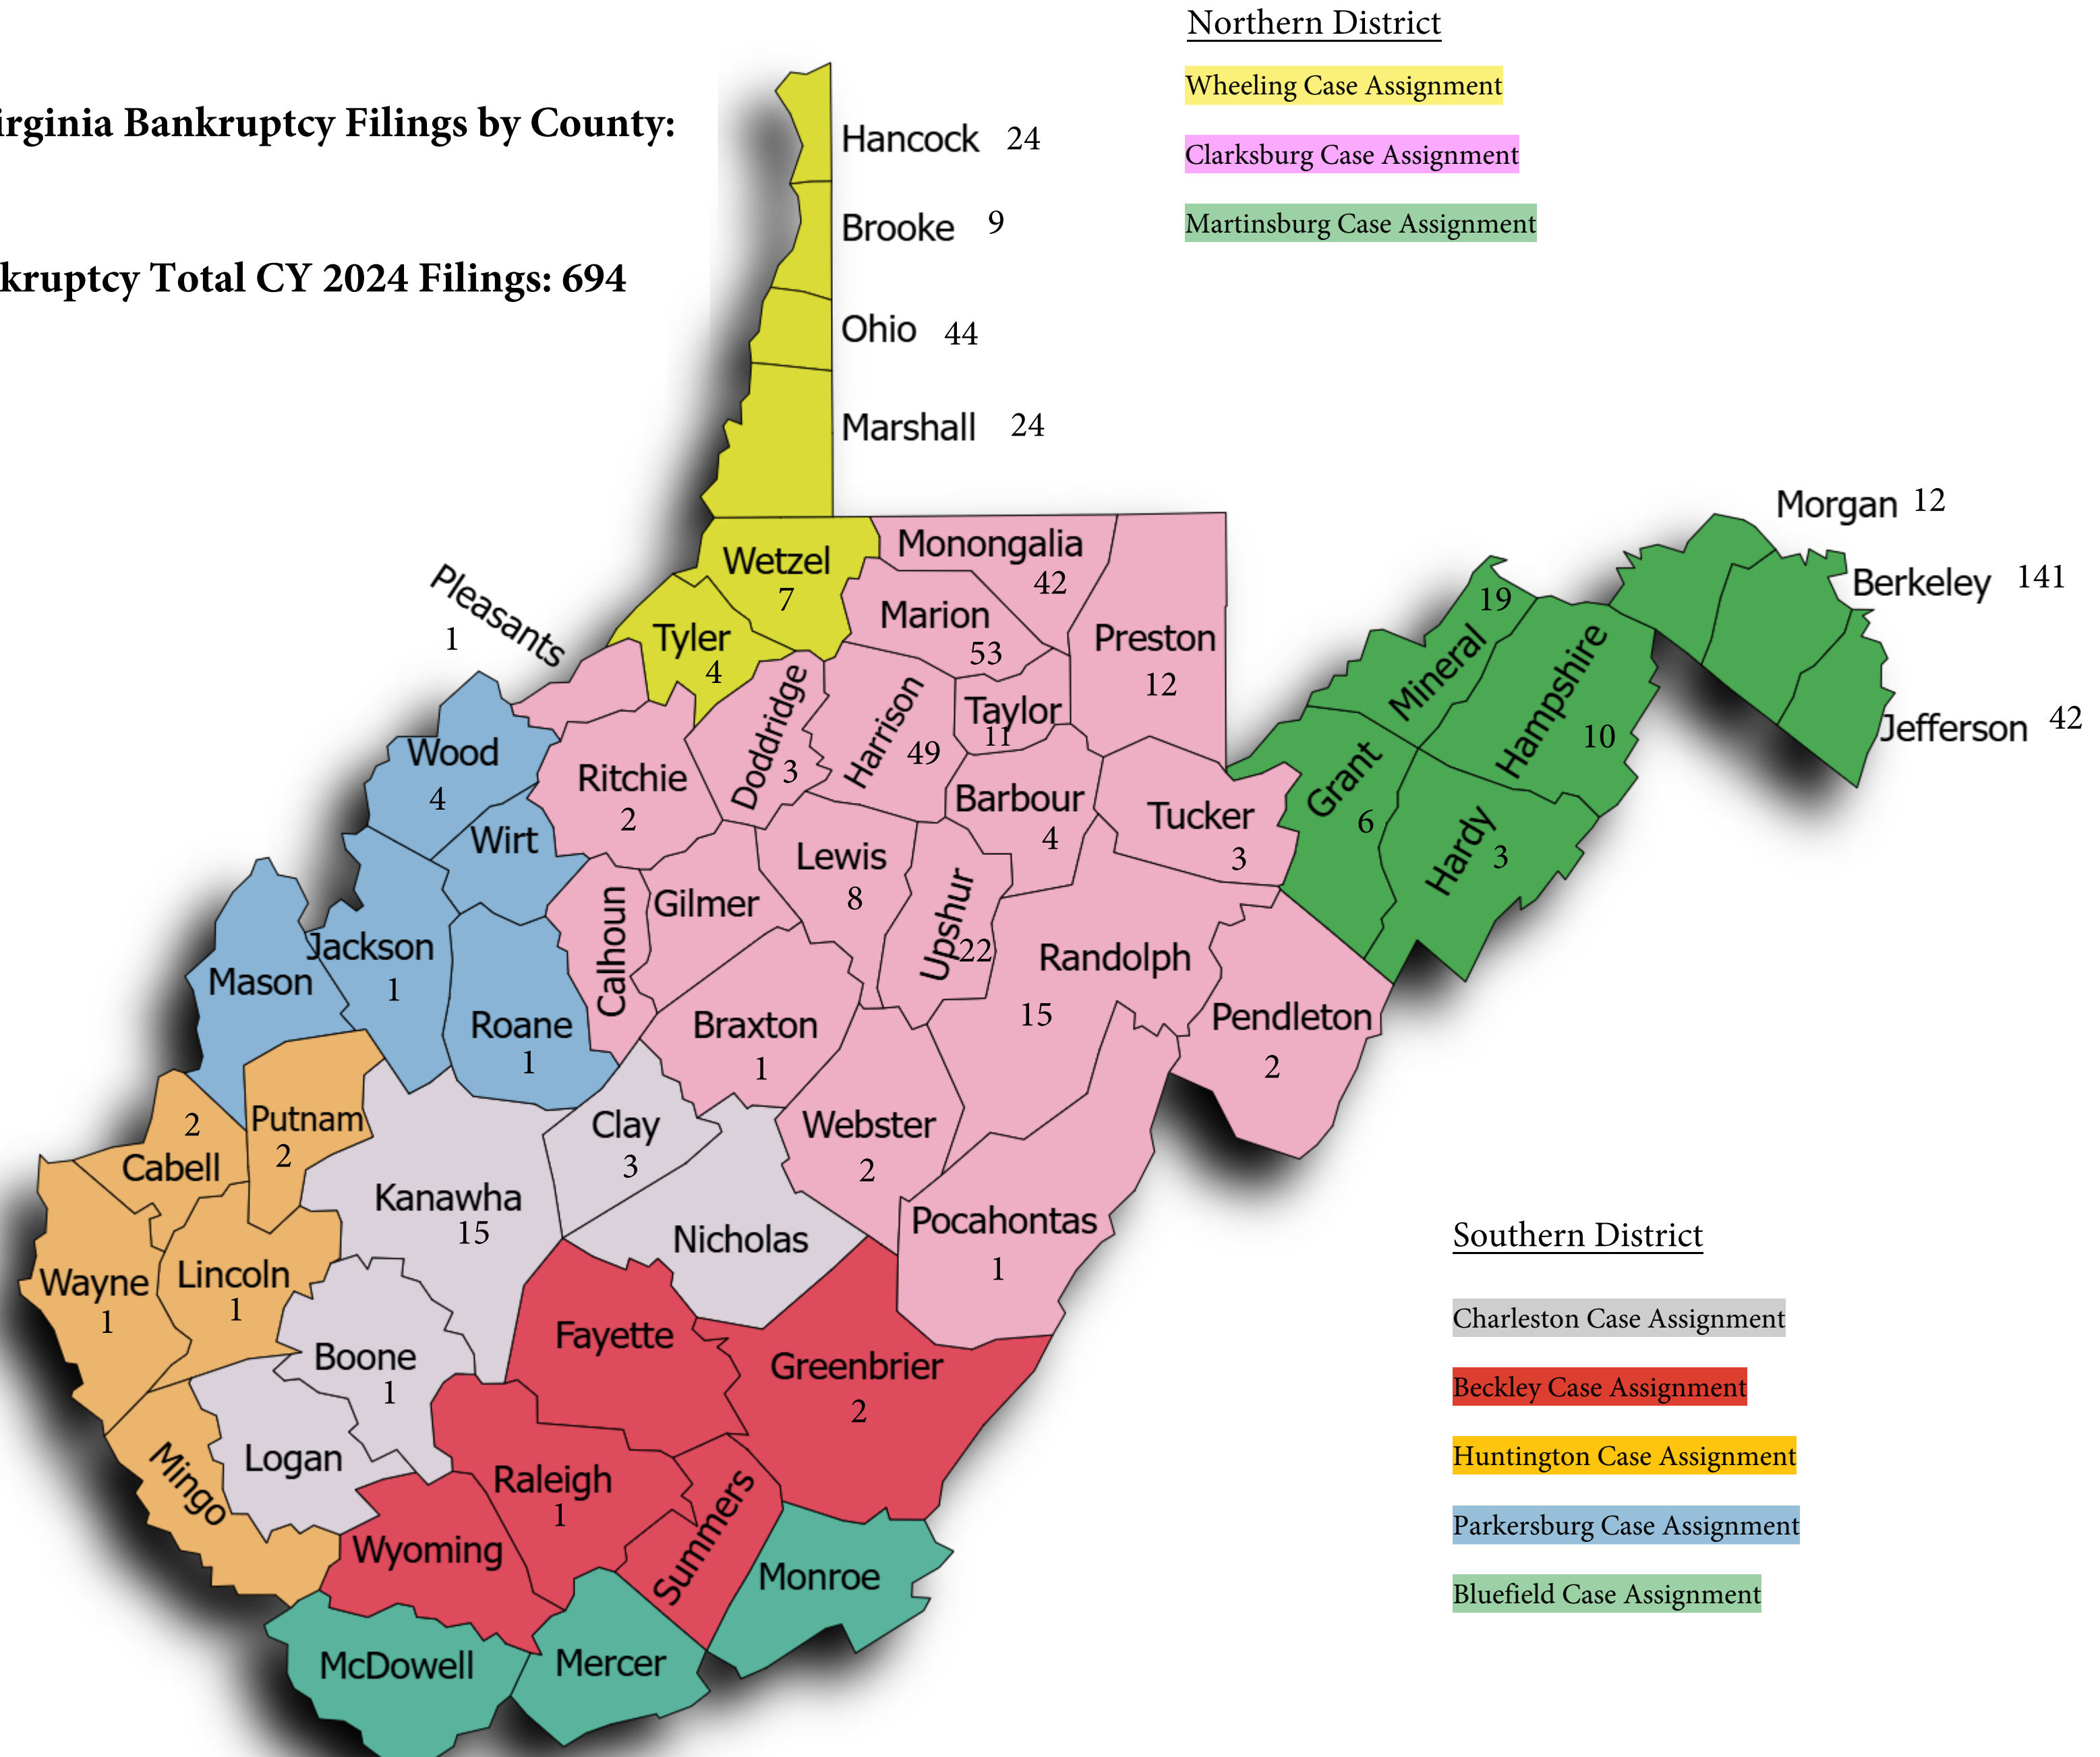 Northern District
Wheeling Case Assignment
irginia Bankruptcy Filings by County:
Hancock 24
Clarksburg Case Assignment
Brooke 9
Martinsburg Case Assignment
kruptcy Total CY 2024 Filings: 694
Ohio 44
Marshall 24
Morgan 12
Berkeley 141
Jefferson 42
Wetzel
7
Monongalia
42
Pleasants
1
Tyler
4
Marion
53
Preston
12
Mineral
19
Hampshire
10
Wood
4
Ritchie
2
Doddridge
3
Harrison
49
Taylor
11
Barbour
4
Tucker
3
Grant
6
Hardy
3
Wirt
Lewis
8
Gilmer
Calhoun
Upshur
22
Randolph
15
Pendleton
2
Mason
Jackson
1
Roane
1
Braxton
1
Webster
2
Pocahontas
1
2
Cabell
Putnam
2
Clay
3
Kanawha
15
Nicholas
Wayne
1
Lincoln
1
Boone
1
Fayette
Greenbrier
2
Logan
Mingo
Raleigh
1
Summers
Wyoming
Monroe
McDowell
Mercer
Southern District
Charleston Case Assignment
Beckley Case Assignment
Huntington Case Assignment
Parkersburg Case Assignment
Bluefield Case Assignment